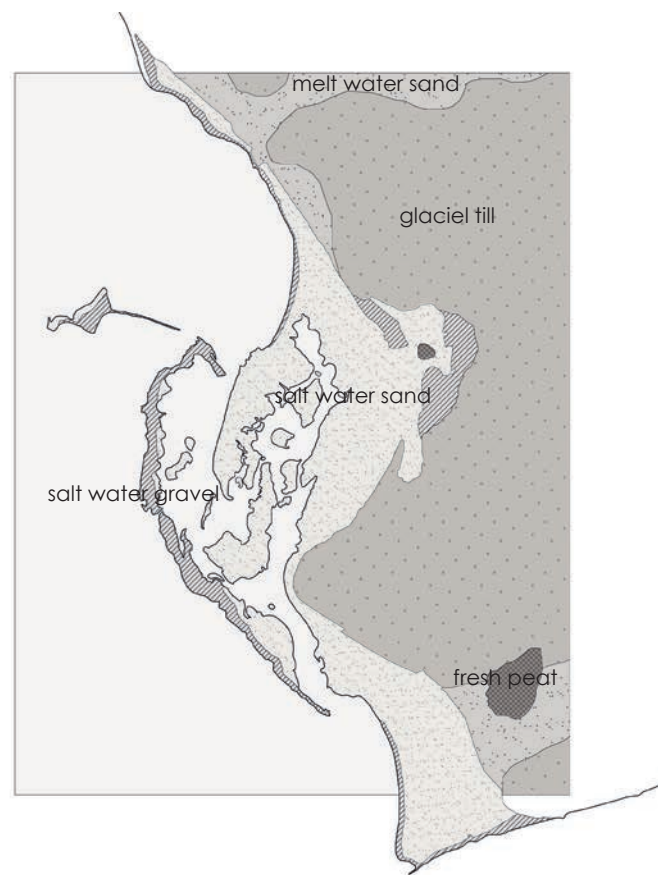 melt water sand
glaciel till
salt water sand
salt water gravel
fresh peat